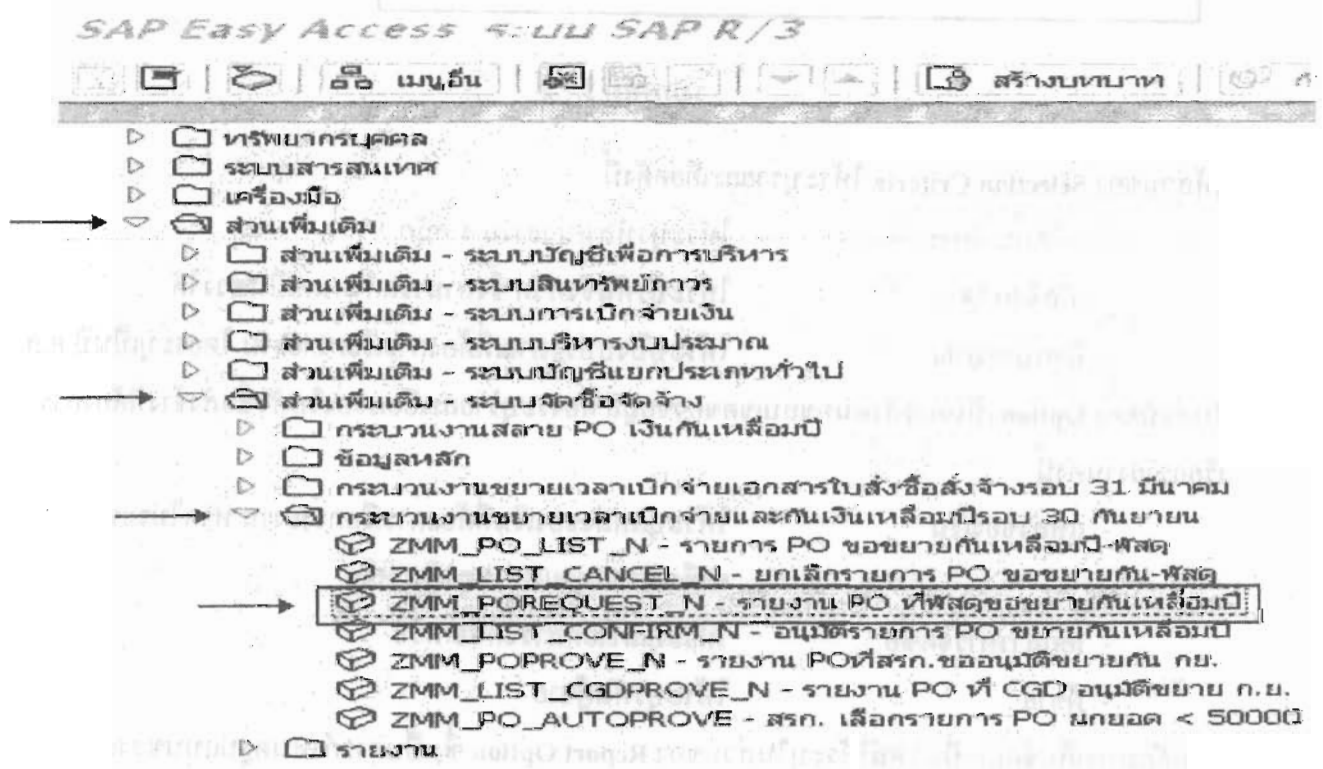 SAP Easy Access ระบบ SAP R/3
เมนูอื่น สร้างบทบาท
ทรัพยากรบุคคล
ระบบสารสนเทศ
เครื่องมือ
ส่วนเพิ่มเติม
ส่วนเพิ่มเติม - ระบบบัญชีเพื่อการบริหาร
ส่วนเพิ่มเติม - ระบบสินทรัพย์ถาวร
ส่วนเพิ่มเติม - ระบบการเบิกจ่ายเงิน
ส่วนเพิ่มเติม - ระบบบริหารงบประมาณ
ส่วนเพิ่มเติม - ระบบบัญชีแยกประเภททั่วไป
ส่วนเพิ่มเติม - ระบบจัดซื้อจัดจ้าง
กระบวนงานสลาย PO เงินกันเหลื่อมปี
ข้อมูลหลัก
กระบวนงานขยายเวลาเบิกจ่ายเอกสารใบสั่งซื้อสั่งจ้างรอบ 31 มีนาคม
กระบวนงานขยายเวลาเบิกจ่ายและกันเงินเหลื่อมปีรอบ 30 กันยายน
ZMM_PO_LIST_N - รายการ PO ขอขยายกันเหลื่อมปี-พัสดุ
ZMM_LIST_CANCEL_N - ยกเลิกรายการ PO ขอขยายกัน-พัสดุ
ZMM_POREQUEST_N - รายงาน PO ที่พัสดุขอขยายกันเหลื่อมปี
ZMM_LIST_CONFIRM_N - อนุมัติรายการ PO ขยายกันเหลื่อมปี
ZMM_POPROVE_N - รายงาน POที่สรก.ขออนุมัติขยายกัน กย.
ZMM_LIST_CGDPROVE_N - รายงาน PO ที่ CGD อนุมัติขยาย ก.ย.
ZMM_PO_AUTOPROVE - สรก. เลือกรายการ PO ยกยอด < 50000
รายงาน